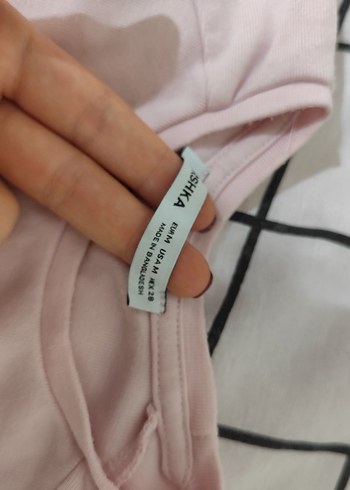 SHKA
EUR M USA M MEX 28
MADE IN BANGLADESH